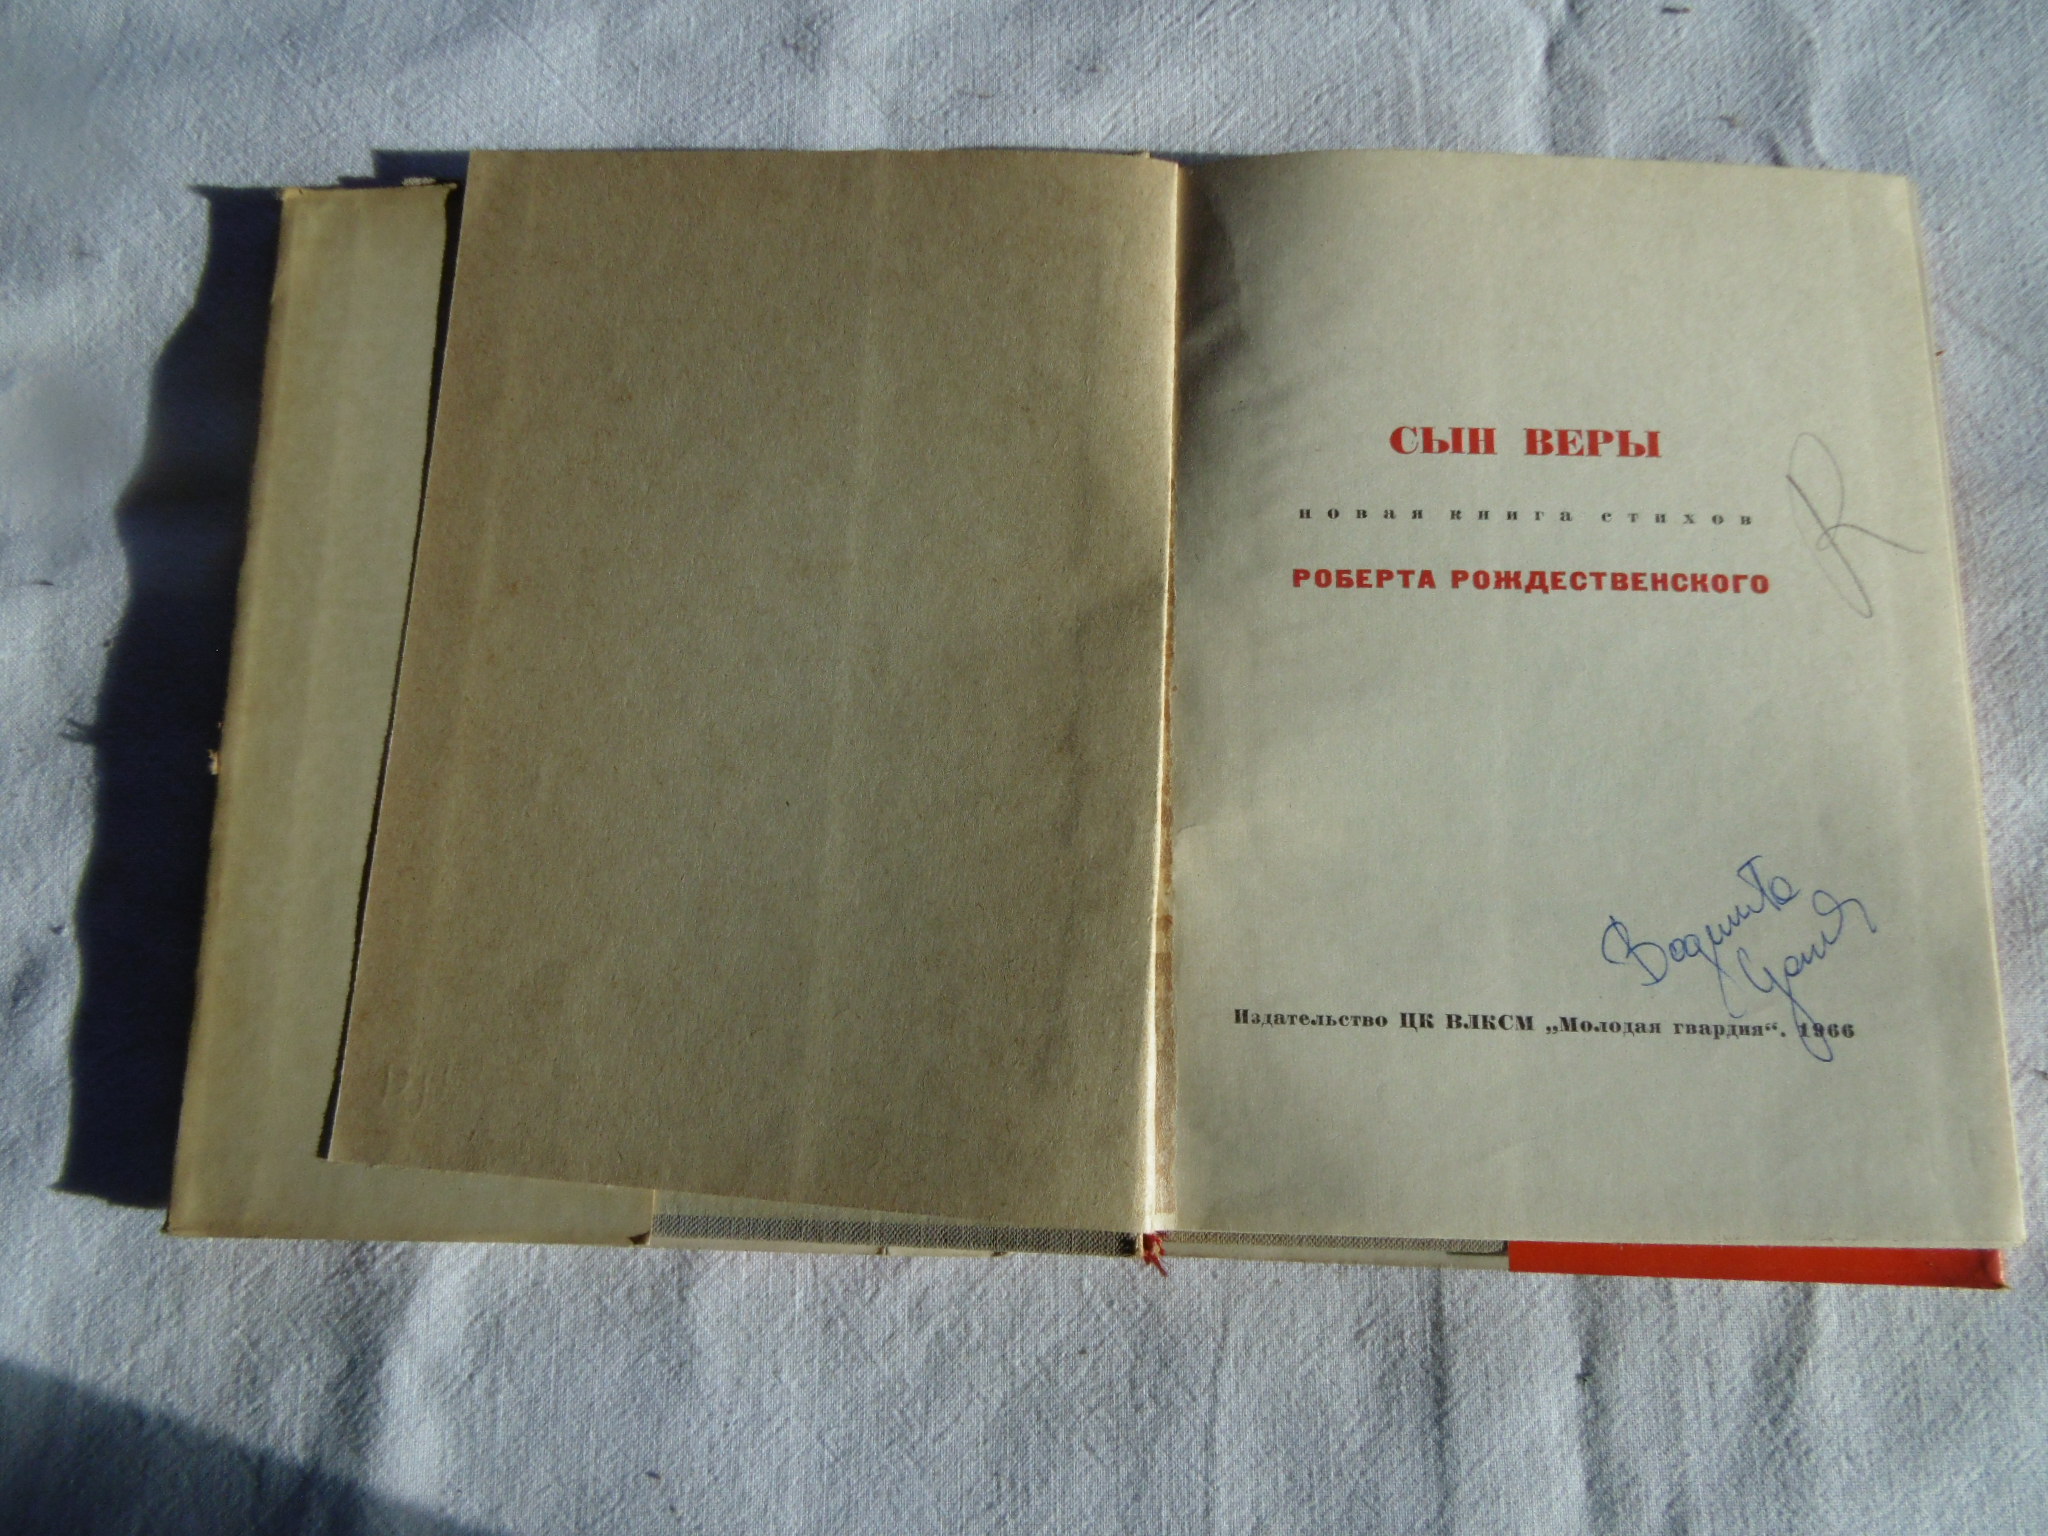 СЫН ВЕРЫ
новая книга стихов
РОБЕРТА РОЖДЕСТВЕНСКОГО
R
Издательство ЦК ВЛКСМ „Молодая гвардия“. 1966